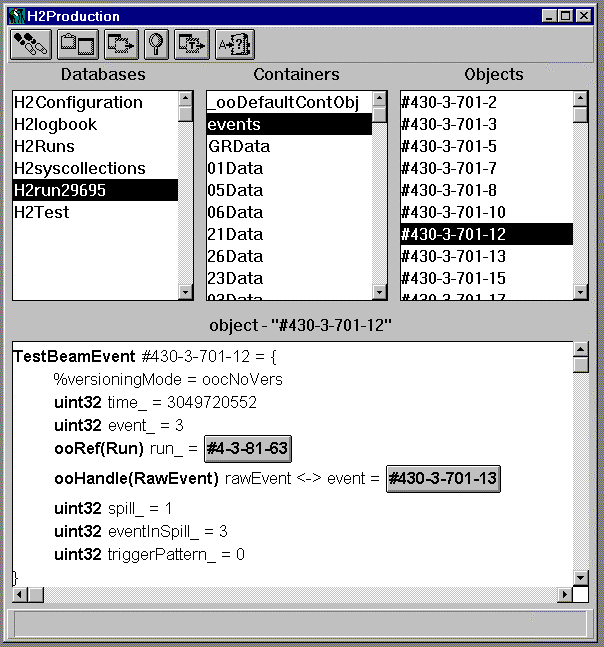 H2Production
A ?
T
Databases Containers Objects
H2Configuration
H2logbook
H2Runs
H2syscollections
H2run29695
H2Test
_ooDefaultContObj
events
GRData
01Data
05Data
06Data
21Data
26Data
23Data
03Data
#430-3-701-2
#430-3-701-3
#430-3-701-5
#430-3-701-7
#430-3-701-8
#430-3-701-10
#430-3-701-12
#430-3-701-13
#430-3-701-15
#430-3-701-17
object - "#430-3-701-12"
TestBeamEvent #430-3-701-12 = {
%versioningMode = oocNoVers
uint32 time_ = 3049720552
uint32 event_ = 3
ooRef(Run) run_ = #4-3-81-63
ooHandle(RawEvent) rawEvent <-> event = #430-3-701-13
uint32 spill_ = 1
uint32 eventInSpill_ = 3
uint32 triggerPattern_ = 0
}